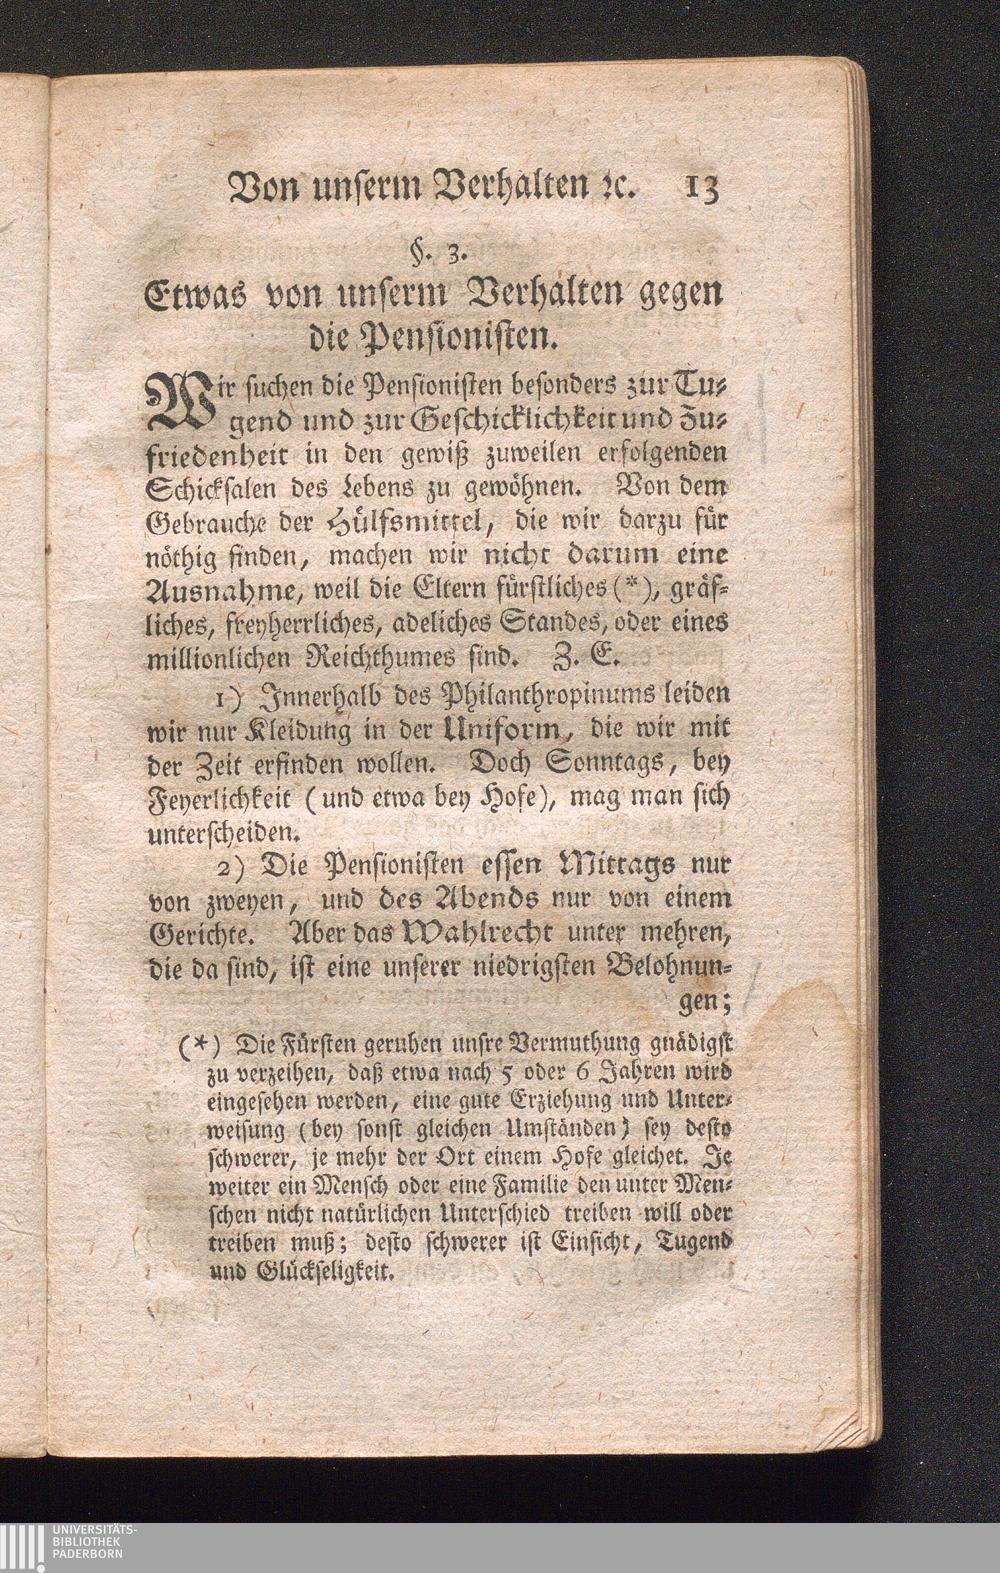 Von unserm Verhalten ꝛc. 13
§. 3.
Etwas von unserm Verhalten gegen
die Pensionisten.
Wir suchen die Pensionisten besonders zur Tu⸗
gend und zur Geschicklichkeit und Zu⸗
friedenheit in den gewiß zuweilen erfolgenden
Schicksalen des Lebens zu gewöhnen. Von dem
Gebrauche der Hülfsmittel, die wir darzu für
nöthig finden, machen wir nicht darum eine
Ausnahme, weil die Eltern fürstliches (*), gräf⸗
liches, freyherrliches, adeliches Standes, oder eines
millionlichen Reichthumes sind. Z. E.
1) Innerhalb des Philanthropinums leiden
wir nur Kleidung in der Uniform, die wir mit
der Zeit erfinden wollen. Doch Sonntags, bey
Feyerlichkeit (und etwa bey Hofe), mag man sich
unterscheiden.
2) Die Pensionisten essen Mittags nur
von zweyen, und des Abends nur von einem
Gerichte. Aber das Wahlrecht unter mehren,
die da sind, ist eine unserer niedrigsten Belohnun⸗
gen;
(*) Die Fürsten geruhen unsre Vermuthung gnädigst
zu verzeihen, daß etwa nach 5 oder 6 Jahren wird
eingesehen werden, eine gute Erziehung und Unter⸗
weisung (bey sonst gleichen Umständen) sey desto
schwerer, je mehr der Ort einem Hofe gleichet. Je
weiter ein Mensch oder eine Familie den unter Men⸗
schen nicht natürlichen Unterschied treiben will oder
treiben muß; desto schwerer ist Einsicht, Tugend
und Glückseligkeit.
UNIVERSITÄTS-
BIBLIOTHEK
PADERBORN